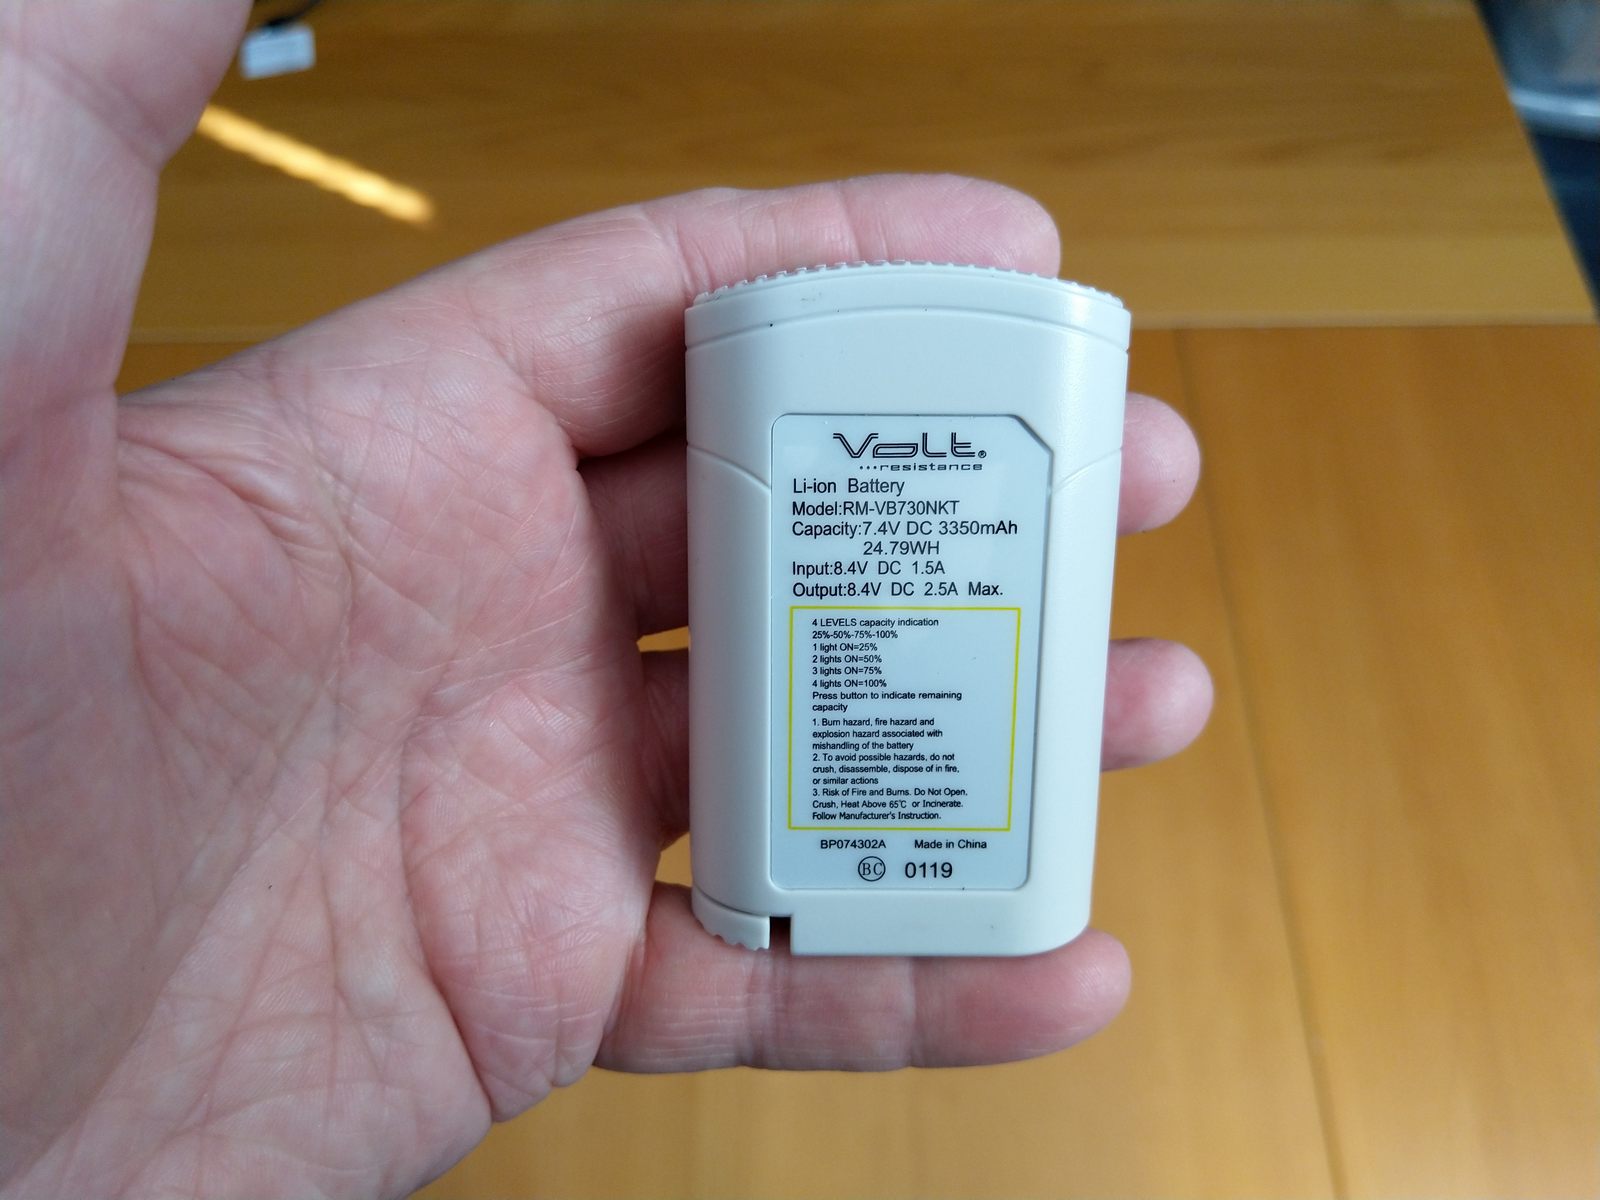 Volt®
...resistance
Li-ion Battery
Model:RM-VB730NKT
Capacity:7.4V DC 3350mAh
24.79WH
Input:8.4V DC 1.5A
Output:8.4V DC 2.5A Max.
4 LEVELS capacity indication
25%-50%-75%-100%
1 light ON=25%
2 lights ON=50%
3 lights ON=75%
4 lights ON=100%
Press button to indicate remaining
capacity
1. Burn hazard, fire hazard and
explosion hazard associated with
mishandling of the battery
2. To avoid possible hazards, do not
crush, disassemble, dispose of in fire,
or similar actions
3. Risk of Fire and Burns. Do Not Open,
Crush, Heat Above 65℃ or Incinerate.
Follow Manufacturer's Instruction.
BP074302A Made in China
BC 0119